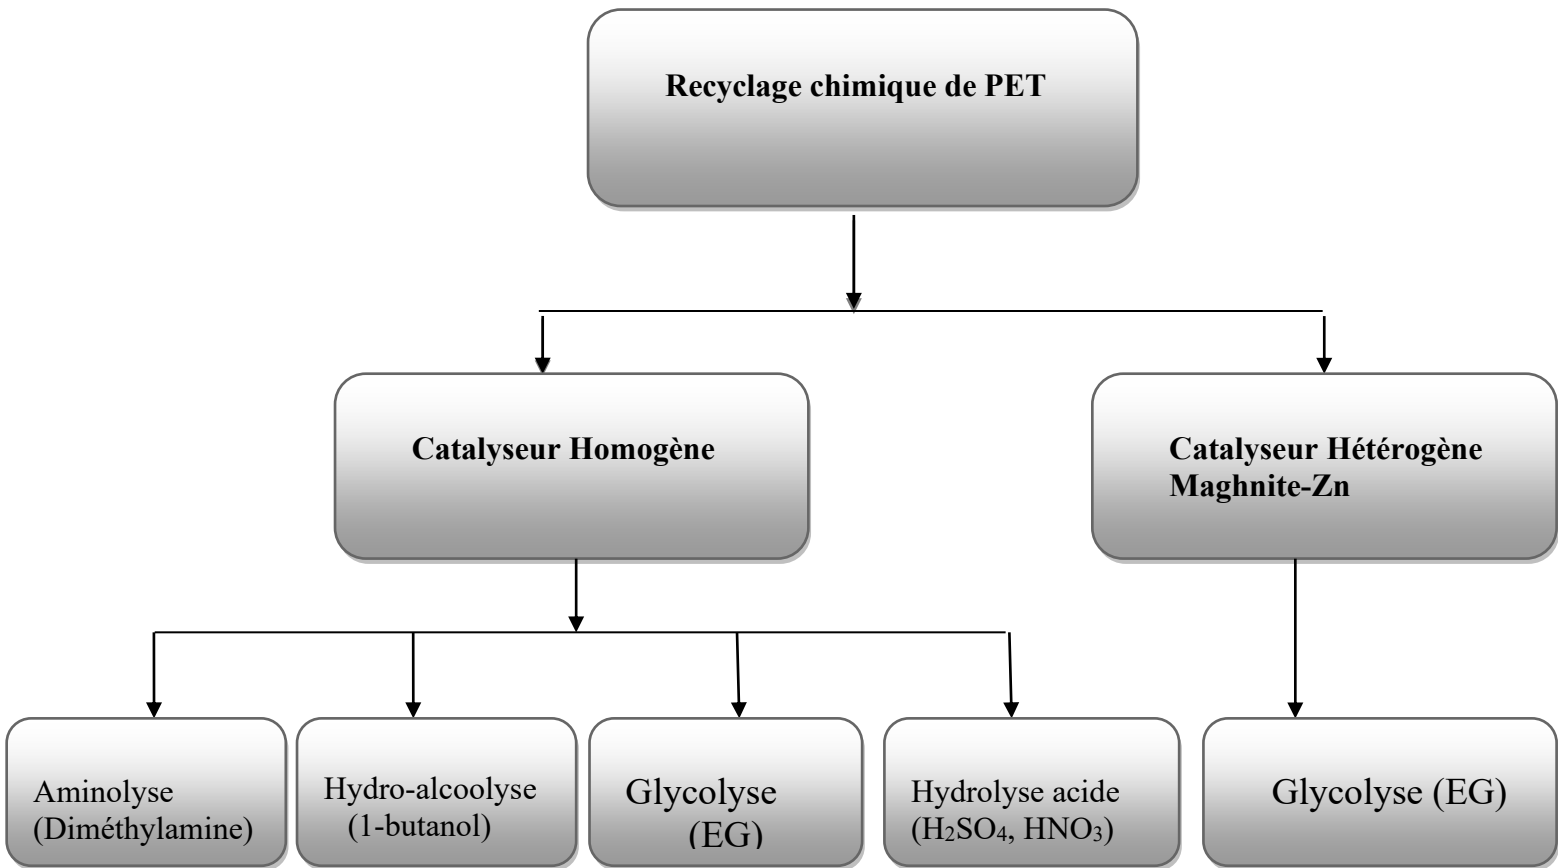 Recyclage chimique de PET
Catalyseur Homogène
Catalyseur Hétérogène
Maghnite-Zn
Aminolyse
(Diméthylamine)
Hydro-alcoolyse
(1-butanol)
Glycolyse
(EG)
Hydrolyse acide
(H₂SO₄, HNO₃)
Glycolyse (EG)